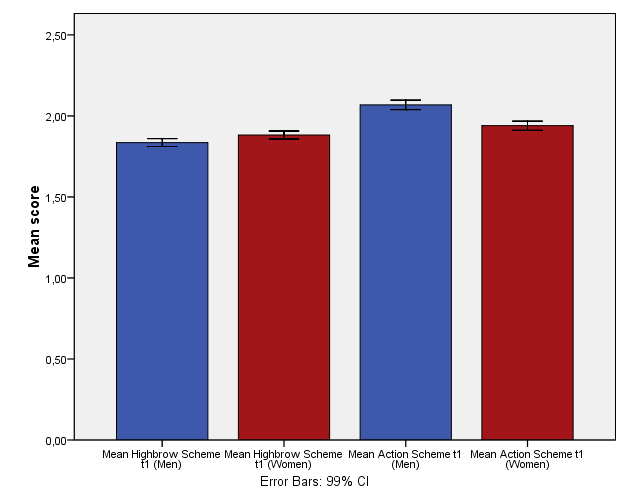 2,50
2,00
1,50
1,00
0,50
0,00
Mean score
Mean Highbrow Scheme
t1 (Men)
Mean Highbrow Scheme
t1 (Women)
Mean Action Scheme t1
(Men)
Mean Action Scheme t1
(Women)
Error Bars: 99% CI